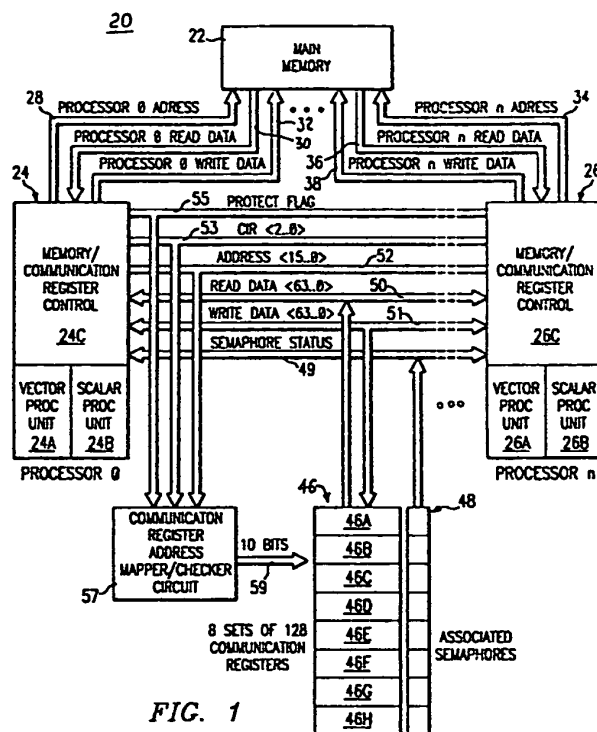 20
22
MAIN
MEMORY
28
PROCESSOR 0 ADRESS
PROCESSOR 0 READ DATA
PROCESSOR 0 WRITE DATA
32
30
PROCESSOR n ADRESS
34
PROCESSOR n READ DATA
36
PROCESSOR n WRITE DATA
38
24
26
55
PROTECT FLAG
53
CIR <2..0>
ADDRESS <15..0>
52
READ DATA <63..0>
50
WRITE DATA <63..0>
51
SEMAPHORE STATUS
49
MEMORY/
COMMUNICATION
REGISTER
CONTROL
24C
VECTOR
PROC
UNIT
24A
SCALAR
PROC
UNIT
24B
PROCESSOR 0
MEMORY/
COMMUNICATION
REGISTER
CONTROL
26C
VECTOR
PROC
UNIT
26A
SCALAR
PROC
UNIT
26B
PROCESSOR n
COMMUNICATON
REGISTER
ADDRESS
MAPPER/CHECKER
CIRCUIT
57
10 BITS
59
46
48
46A
46B
46C
46D
46E
46F
46G
46H
8 SETS OF 128
COMMUNICATION
REGISTERS
ASSOCIATED
SEMAPHORES
FIG. 1